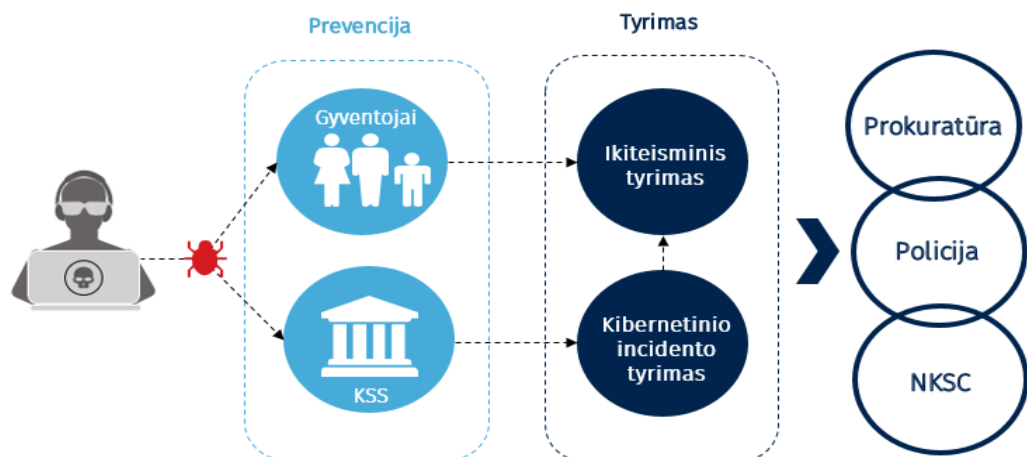 Prevencija
Tyrimas
Gyventojai
Ikiteisminis
tyrimas
KSS
Kibernetinio
incidento
tyrimas
Prokuratūra
Policija
NKSC